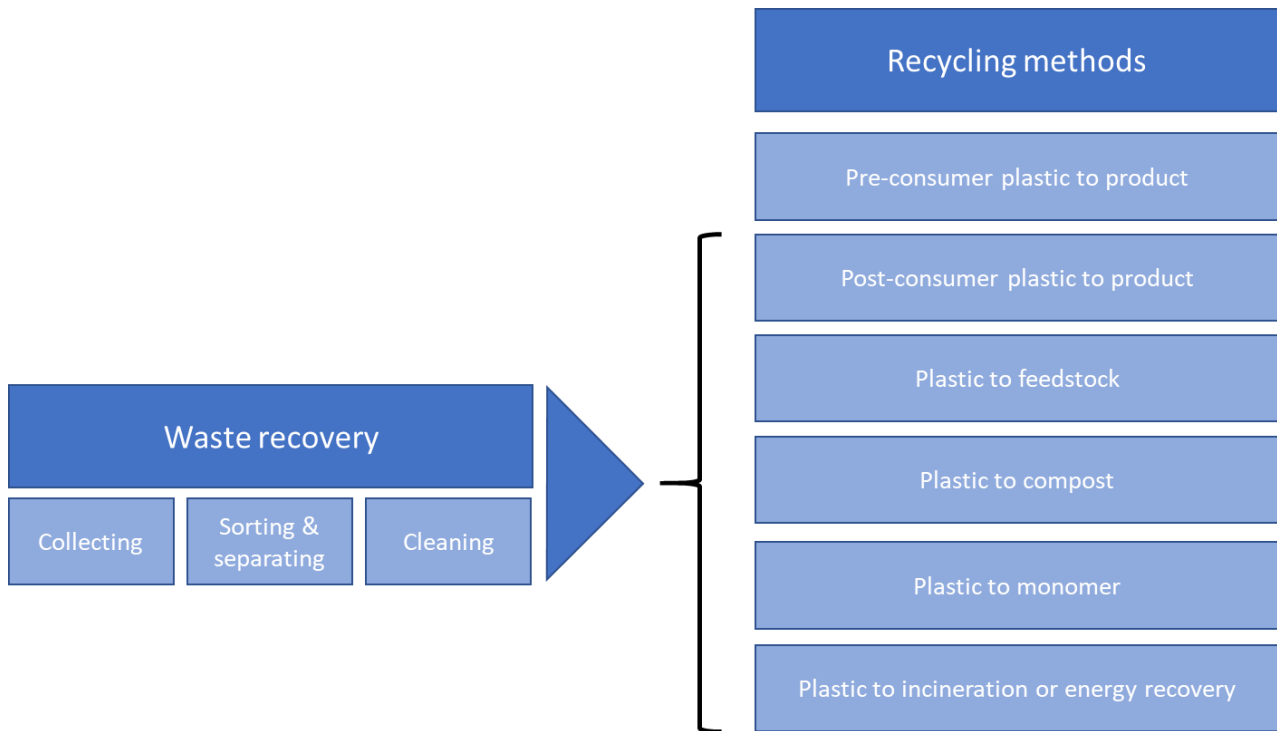 Recycling methods
Pre-consumer plastic to product
Post-consumer plastic to product
Plastic to feedstock
Waste recovery
Collecting
Sorting &
separating
Cleaning
Plastic to compost
Plastic to monomer
Plastic to incineration or energy recovery